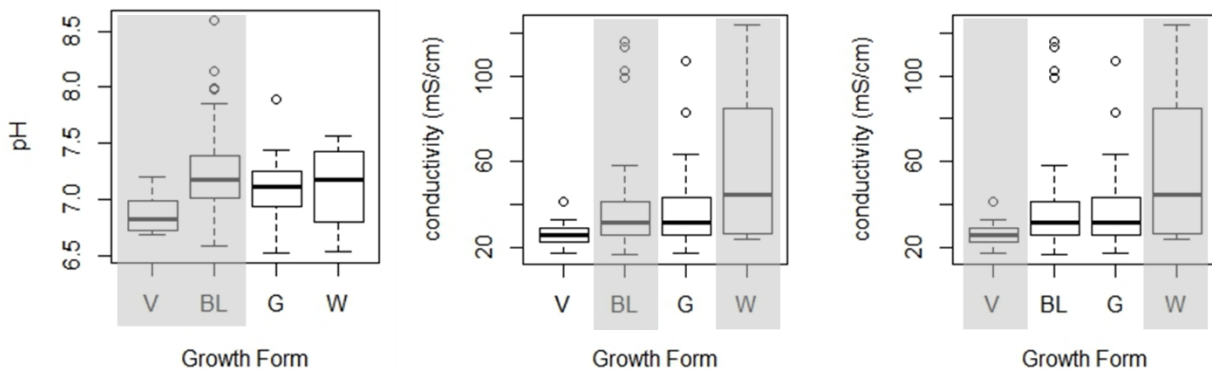 pH
8.5
8.0
7.5
7.0
6.5
V BL G W
Growth Form
conductivity (mS/cm)
100
60
20
V BL G W
Growth Form
conductivity (mS/cm)
100
60
20
V BL G W
Growth Form